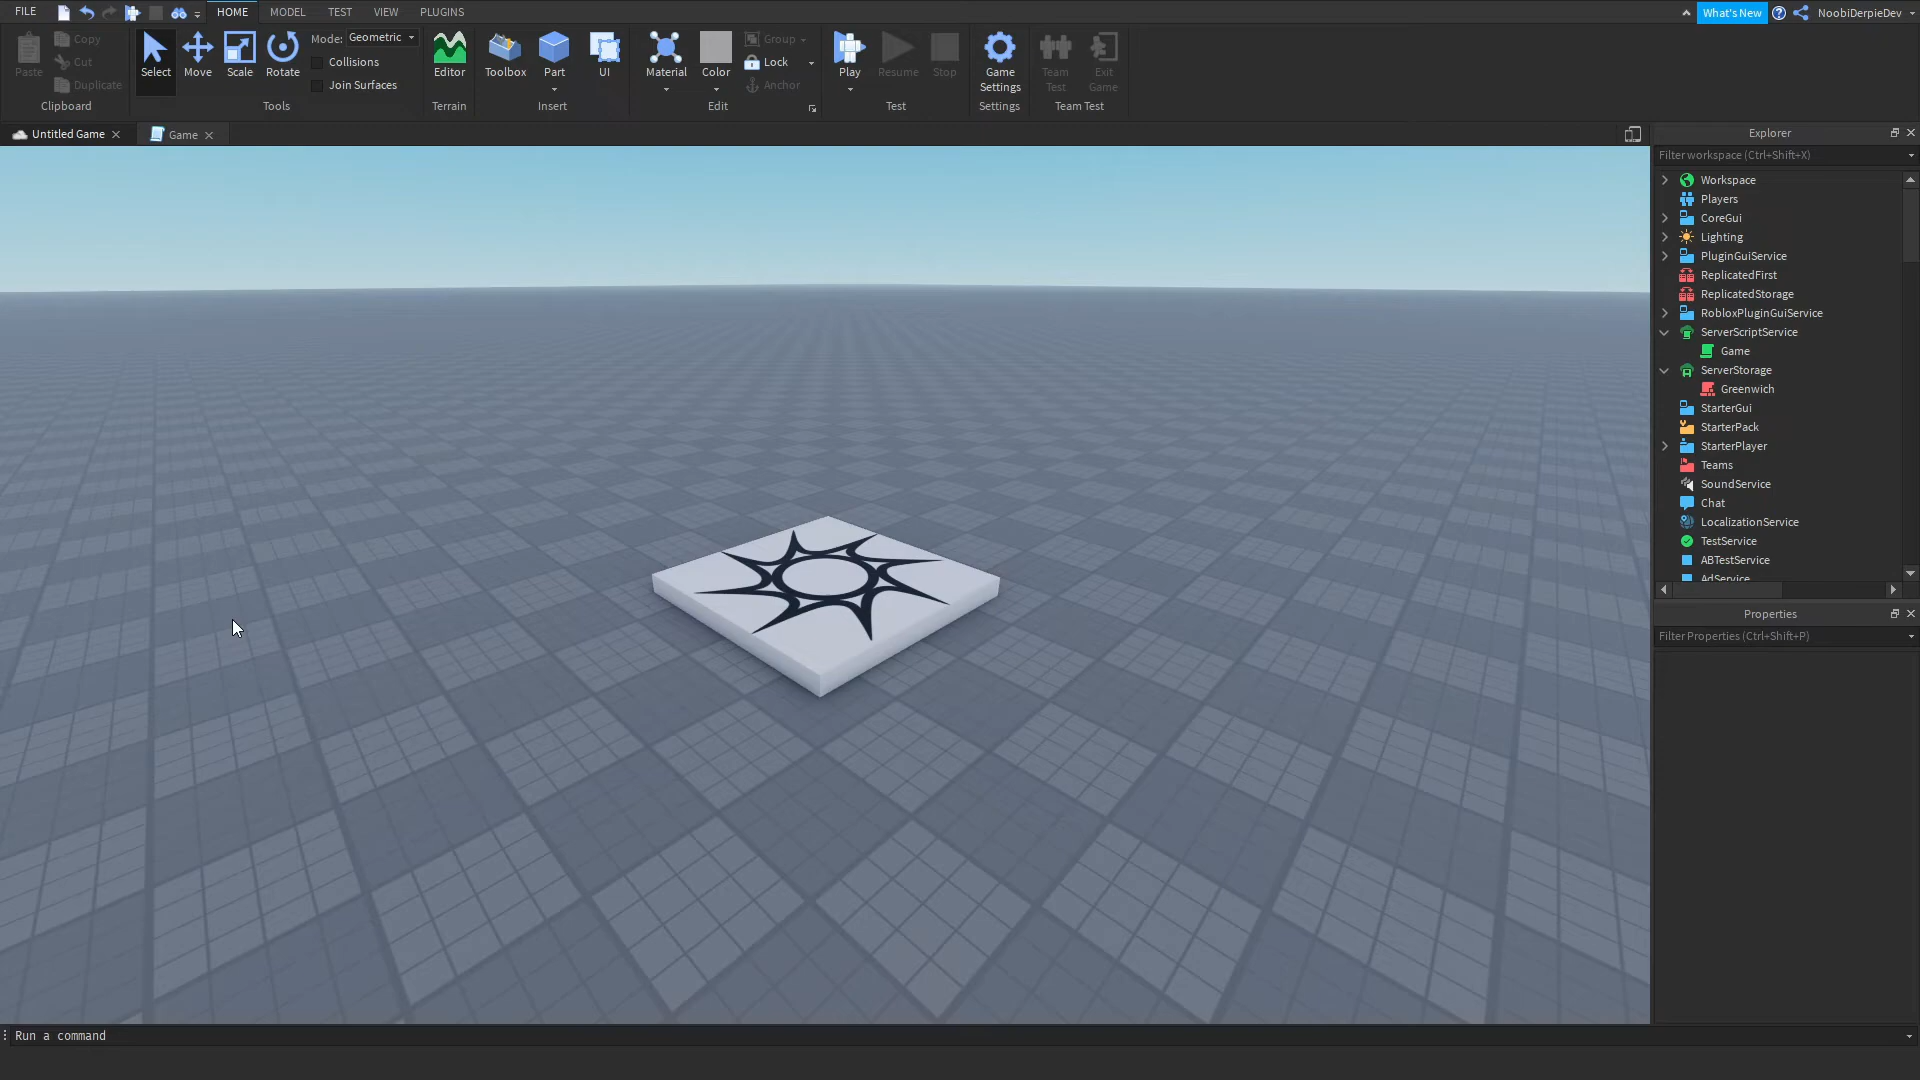 FILE HOME MODEL TEST VIEW PLUGINS What's New NoobiDerpieDev
Paste Copy Cut Duplicate
Clipboard
Select Move Scale Rotate Mode: Geometric
Collisions
Join Surfaces
Tools
Editor
Terrain
Toolbox Part UI
Insert
Material Color Group Lock Anchor
Edit
Play Resume Stop
Test
Game Settings
Settings
Team Test Exit Game
Team Test
Untitled Game
Game
Explorer
Filter workspace (Ctrl+Shift+X)
Workspace
Players
CoreGui
Lighting
PluginGuiService
ReplicatedFirst
ReplicatedStorage
RobloxPluginGuiService
ServerScriptService
Game
ServerStorage
Greenwich
StarterGui
StarterPack
StarterPlayer
Teams
SoundService
Chat
LocalizationService
TestService
ABTestService
AdService
Properties
Filter Properties (Ctrl+Shift+P)
Run a command